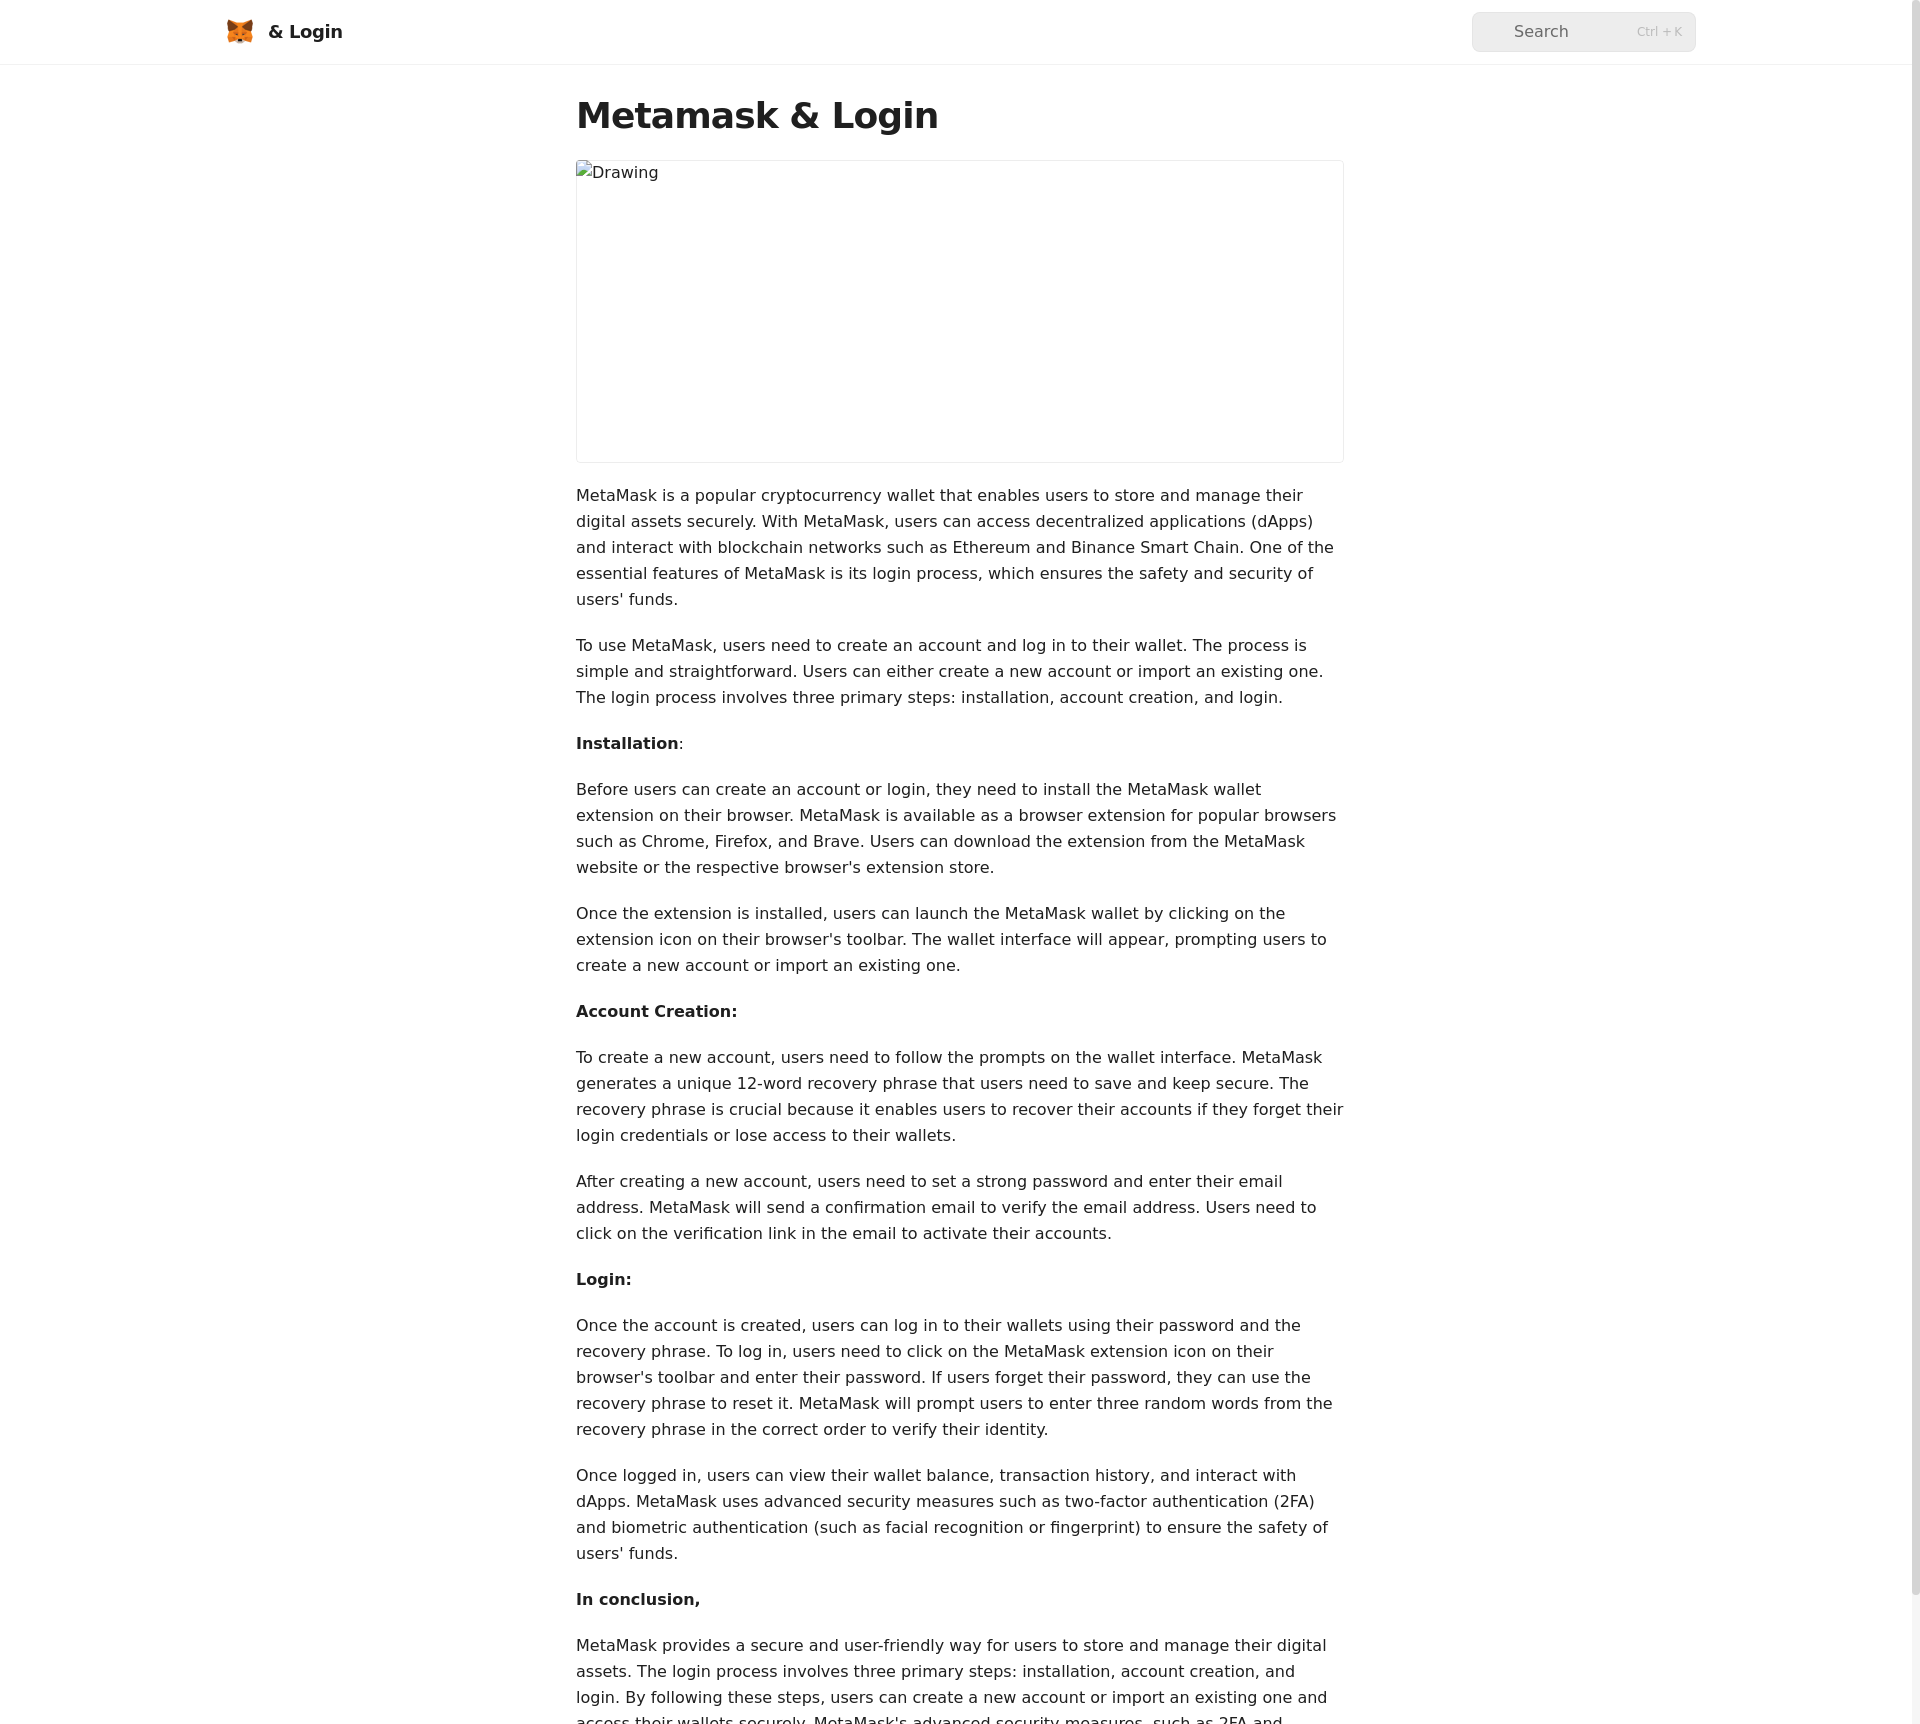 & Login
Search
Ctrl + K
Metamask & Login
Drawing
MetaMask is a popular cryptocurrency wallet that enables users to store and manage their
digital assets securely. With MetaMask, users can access decentralized applications (dApps)
and interact with blockchain networks such as Ethereum and Binance Smart Chain. One of the
essential features of MetaMask is its login process, which ensures the safety and security of
users' funds.
To use MetaMask, users need to create an account and log in to their wallet. The process is
simple and straightforward. Users can either create a new account or import an existing one.
The login process involves three primary steps: installation, account creation, and login.
Installation:
Before users can create an account or login, they need to install the MetaMask wallet
extension on their browser. MetaMask is available as a browser extension for popular browsers
such as Chrome, Firefox, and Brave. Users can download the extension from the MetaMask
website or the respective browser's extension store.
Once the extension is installed, users can launch the MetaMask wallet by clicking on the
extension icon on their browser's toolbar. The wallet interface will appear, prompting users to
create a new account or import an existing one.
Account Creation:
To create a new account, users need to follow the prompts on the wallet interface. MetaMask
generates a unique 12-word recovery phrase that users need to save and keep secure. The
recovery phrase is crucial because it enables users to recover their accounts if they forget their
login credentials or lose access to their wallets.
After creating a new account, users need to set a strong password and enter their email
address. MetaMask will send a confirmation email to verify the email address. Users need to
click on the verification link in the email to activate their accounts.
Login:
Once the account is created, users can log in to their wallets using their password and the
recovery phrase. To log in, users need to click on the MetaMask extension icon on their
browser's toolbar and enter their password. If users forget their password, they can use the
recovery phrase to reset it. MetaMask will prompt users to enter three random words from the
recovery phrase in the correct order to verify their identity.
Once logged in, users can view their wallet balance, transaction history, and interact with
dApps. MetaMask uses advanced security measures such as two-factor authentication (2FA)
and biometric authentication (such as facial recognition or fingerprint) to ensure the safety of
users' funds.
In conclusion,
MetaMask provides a secure and user-friendly way for users to store and manage their digital
assets. The login process involves three primary steps: installation, account creation, and
login. By following these steps, users can create a new account or import an existing one and
access their wallets securely. MetaMask's advanced security measures, such as 2FA and